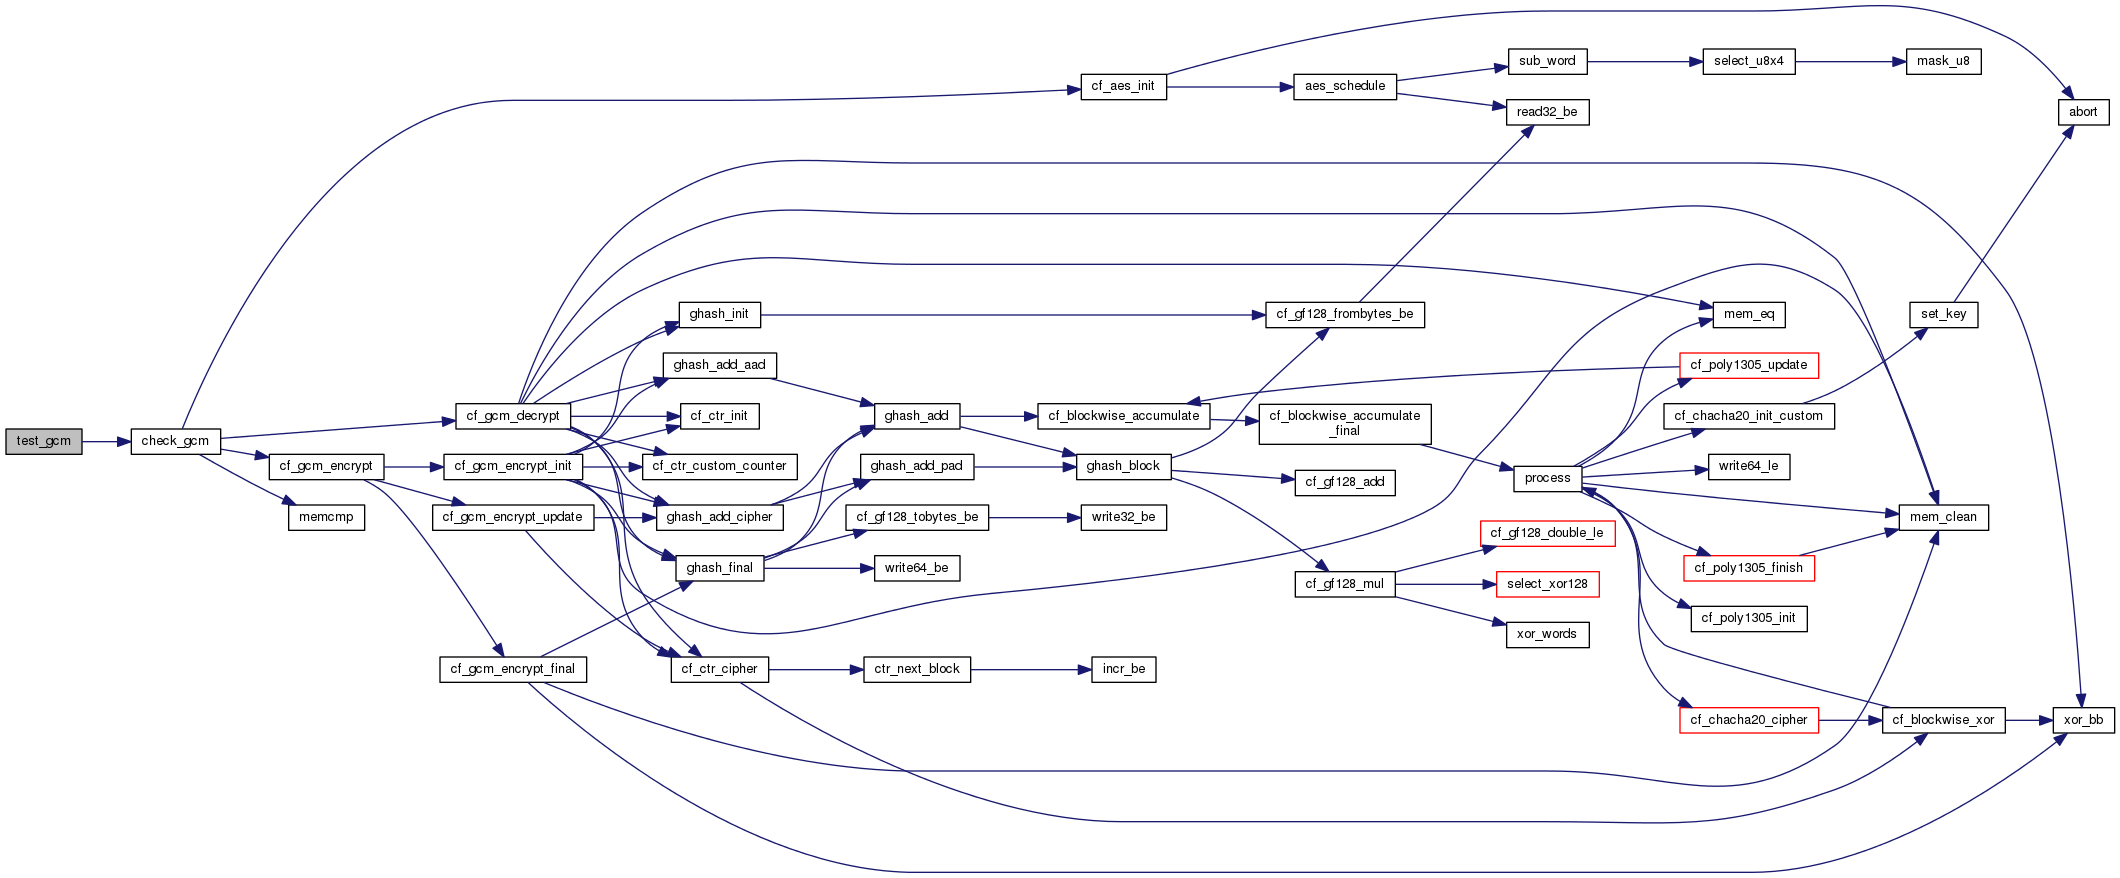 test_gcm
check_gcm
cf_gcm_encrypt
memcmp
cf_gcm_decrypt
cf_gcm_encrypt_init
cf_gcm_encrypt_update
cf_gcm_encrypt_final
ghash_init
ghash_add_aad
cf_ctr_init
cf_ctr_custom_counter
ghash_add_cipher
ghash_final
cf_ctr_cipher
ghash_add
ghash_add_pad
cf_gf128_tobytes_be
write64_be
ctr_next_block
cf_aes_init
cf_blockwise_accumulate
ghash_block
write32_be
incr_be
aes_schedule
cf_gf128_frombytes_be
cf_blockwise_accumulate
_final
cf_gf128_add
cf_gf128_mul
sub_word
read32_be
process
cf_gf128_double_le
select_xor128
xor_words
select_u8x4
mem_eq
cf_poly1305_update
cf_chacha20_init_custom
write64_le
cf_poly1305_finish
cf_poly1305_init
cf_chacha20_cipher
mask_u8
set_key
mem_clean
cf_blockwise_xor
abort
xor_bb